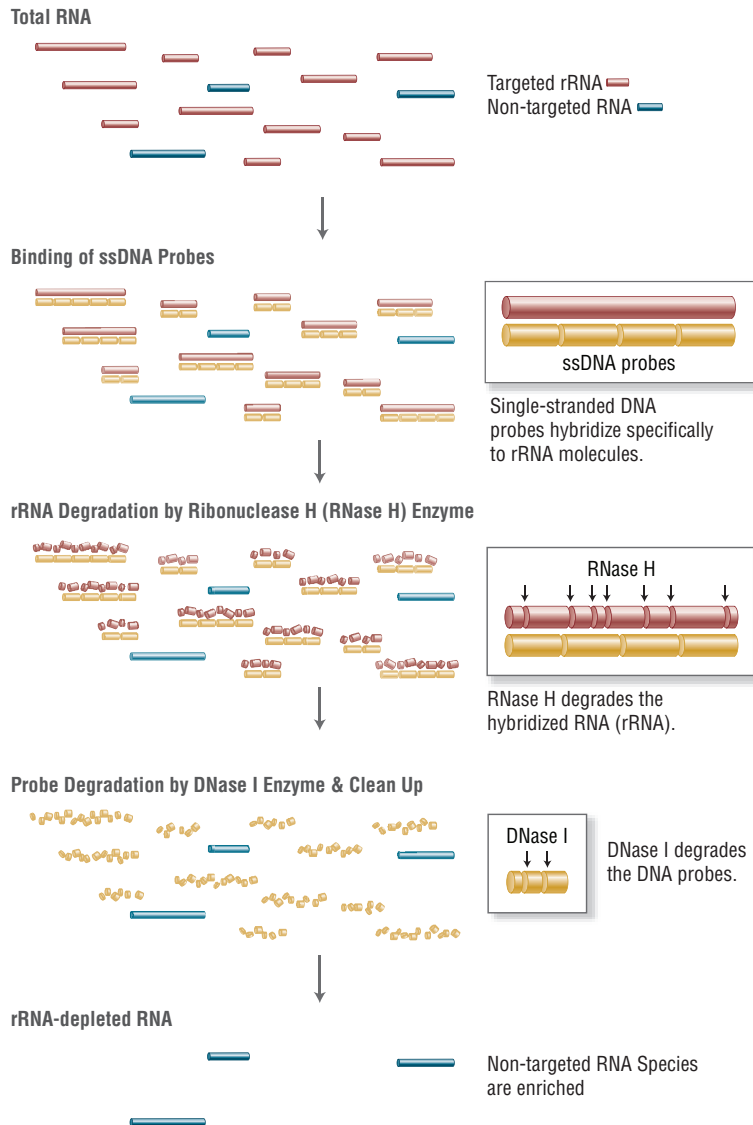 Total RNA
Targeted rRNA
Non-targeted RNA
Binding of ssDNA Probes
ssDNA probes
Single-stranded DNA
probes hybridize specifically
to rRNA molecules.
rRNA Degradation by Ribonuclease H (RNase H) Enzyme
RNase H
RNase H degrades the
hybridized RNA (rRNA).
Probe Degradation by DNase I Enzyme & Clean Up
DNase I
DNase I degrades
the DNA probes.
rRNA-depleted RNA
Non-targeted RNA Species
are enriched